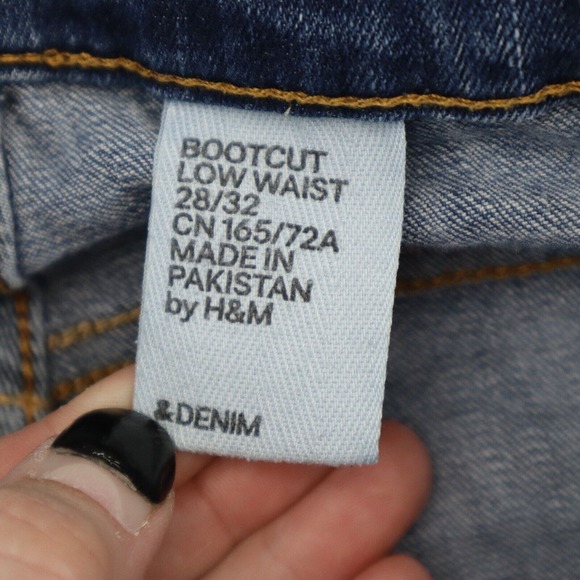 BOOTCUT
LOW WAIST
28/32
CN 165/72A
MADE IN
PAKISTAN
by H&M
&DENIM